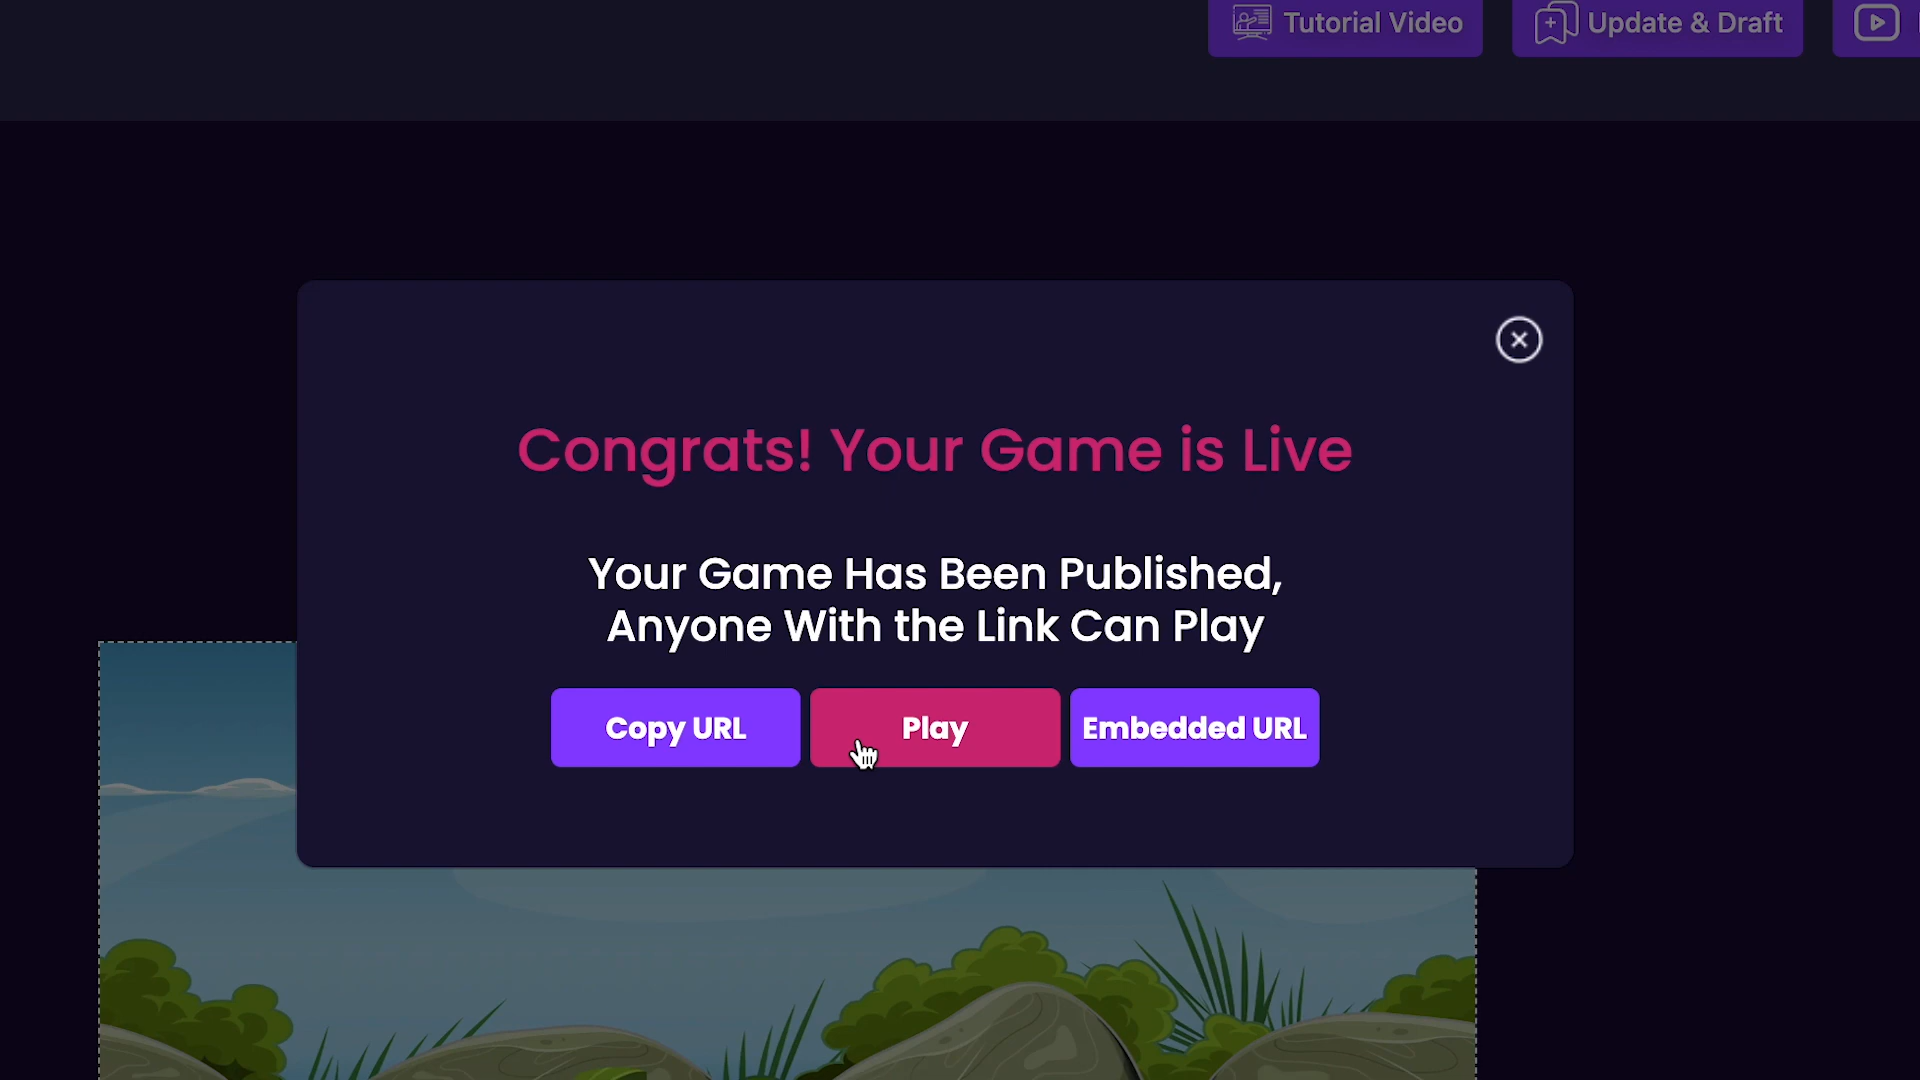 Tutorial Video
Update & Draft
Congrats! Your Game is Live
Your Game Has Been Published,
Anyone With the Link Can Play
Copy URL
Play
Embedded URL